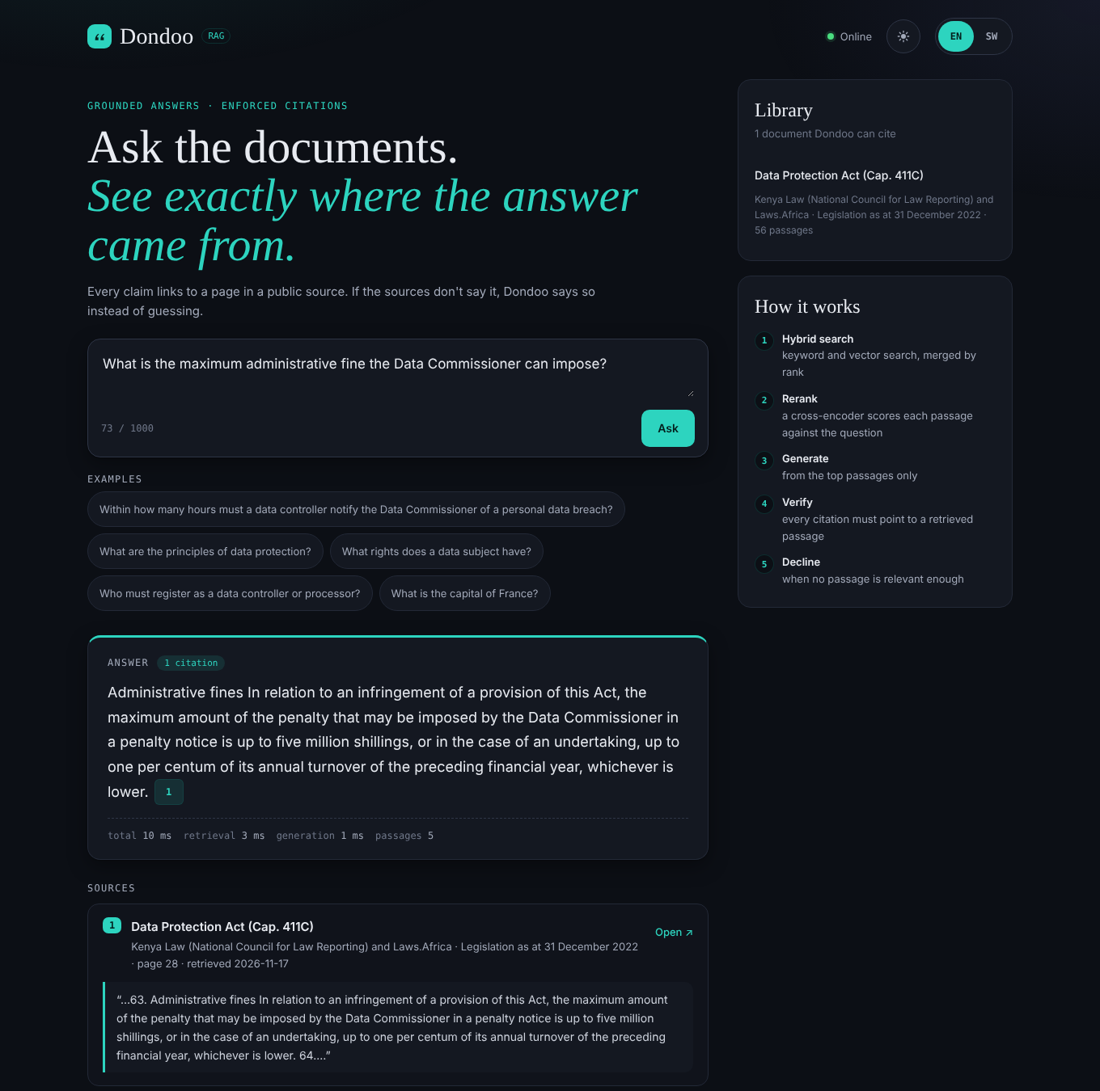 Dondoo RAG
Online
EN SW
GROUNDED ANSWERS · ENFORCED CITATIONS
Ask the documents.
See exactly where the answer
came from.
Every claim links to a page in a public source. If the sources don't say it, Dondoo says so
instead of guessing.
What is the maximum administrative fine the Data Commissioner can impose?
73 / 1000
Ask
EXAMPLES
Within how many hours must a data controller notify the Data Commissioner of a personal data breach?
What are the principles of data protection?
What rights does a data subject have?
Who must register as a data controller or processor?
What is the capital of France?
ANSWER 1 citation
Administrative fines In relation to an infringement of a provision of this Act, the
maximum amount of the penalty that may be imposed by the Data Commissioner in
a penalty notice is up to five million shillings, or in the case of an undertaking, up to
one per centum of its annual turnover of the preceding financial year, whichever is
lower. 1
total 10 ms retrieval 3 ms generation 1 ms passages 5
SOURCES
1 Data Protection Act (Cap. 411C)
Kenya Law (National Council for Law Reporting) and Laws.Africa · Legislation as at 31 December 2022
· page 28 · retrieved 2026-11-17
Open ↗
“…63. Administrative fines In relation to an infringement of a provision of this Act, the maximum amount
of the penalty that may be imposed by the Data Commissioner in a penalty notice is up to five million
shillings, or in the case of an undertaking, up to one per centum of its annual turnover of the preceding
financial year, whichever is lower. 64.…”
Library
1 document Dondoo can cite
Data Protection Act (Cap. 411C)
Kenya Law (National Council for Law Reporting) and
Laws.Africa · Legislation as at 31 December 2022 ·
56 passages
How it works
1 Hybrid search
keyword and vector search, merged by
rank
2 Rerank
a cross-encoder scores each passage
against the question
3 Generate
from the top passages only
4 Verify
every citation must point to a retrieved
passage
5 Decline
when no passage is relevant enough